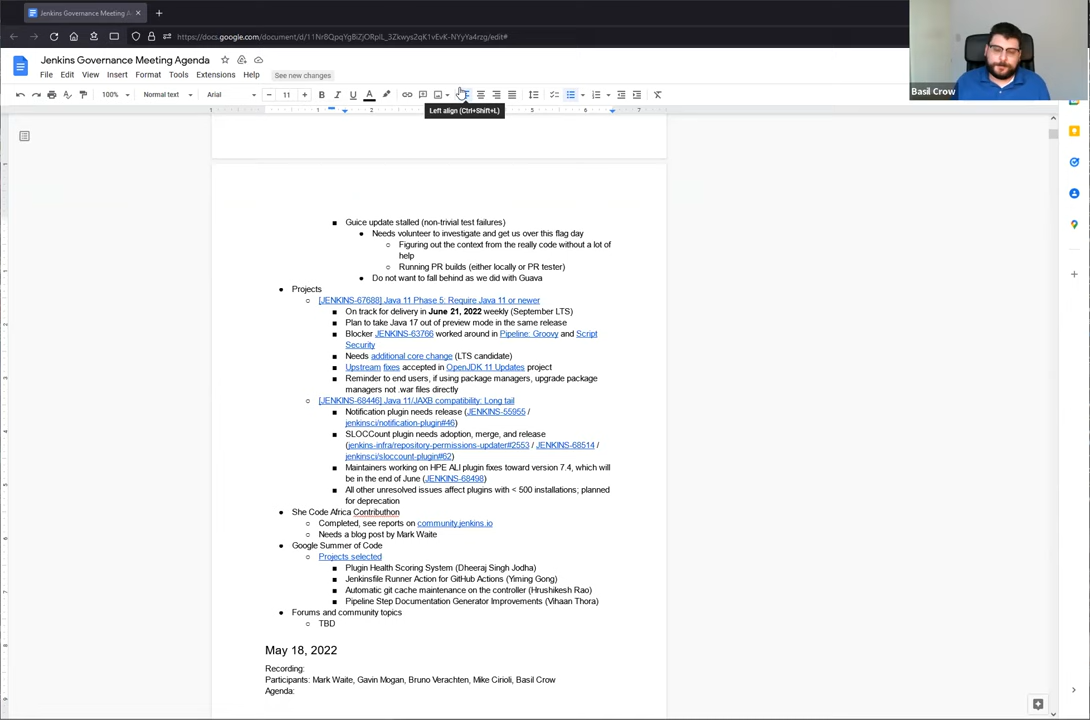 Jenkins Governance Meeting A
https://docs.google.com/document/d/11Nr8QpqYgBiZjORplL_3Zlxwys2qK1vEvK-NYyYa4rzg/edit#
Jenkins Governance Meeting Agenda
File Edit View Insert Format Tools Extensions Help See new changes
100% Normal text Arial 11
Left align (Ctrl+Shift+L)
Basil Crow
Guice update stalled (non-trivial test failures)
Needs volunteer to investigate and get us over this flag day
Figuring out the context from the really code without a lot of
help
Running PR builds (either locally or PR tester)
Do not want to fall behind as we did with Guava
Projects
[JENKINS-67688] Java 11 Phase 5: Require Java 11 or newer
On track for delivery in June 21, 2022 weekly (September LTS)
Plan to take Java 17 out of preview mode in the same release
Blocker JENKINS-63766 worked around in Pipeline: Groovy and Script
Security
Needs additional core change (LTS candidate)
Upstream fixes accepted in OpenJDK 11 Updates project
Reminder to end users, if using package managers, upgrade package
managers not .war files directly
[JENKINS-68446] Java 11/JAXB compatibility: Long tail
Notification plugin needs release (JENKINS-55955 /
jenkinsci/notification-plugin#46)
SLOCCount plugin needs adoption, merge, and release
(jenkins-infra/repository-permissions-updater#2553 / JENKINS-68514 /
jenkinsci/sloccount-plugin#62)
Maintainers working on HPE ALI plugin fixes toward version 7.4, which will
be in the end of June (JENKINS-68498)
All other unresolved issues affect plugins with < 500 installations; planned
for deprecation
She Code Africa Contributhon
Completed, see reports on community.jenkins.io
Needs a blog post by Mark Waite
Google Summer of Code
Projects selected
Plugin Health Scoring System (Dheeraj Singh Jodha)
Jenkinsfile Runner Action for GitHub Actions (Yiming Gong)
Automatic git cache maintenance on the controller (Hrushikesh Rao)
Pipeline Step Documentation Generator Improvements (Vihaan Thora)
Forums and community topics
TBD
May 18, 2022
Recording:
Participants: Mark Waite, Gavin Mogan, Bruno Verachten, Mike Cirioli, Basil Crow
Agenda: